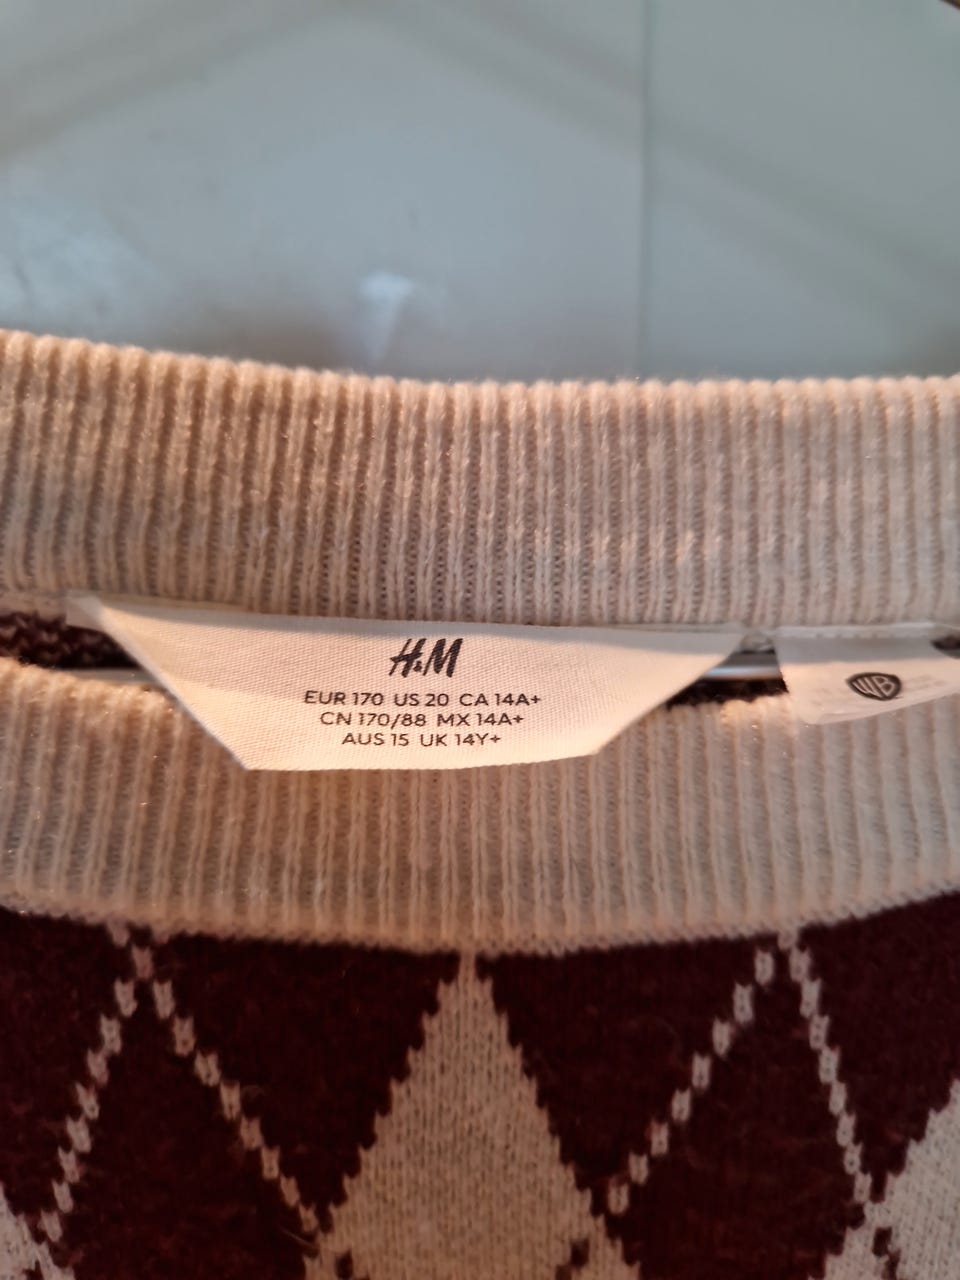 H&M
EUR 170 US 20 CA 14A+
CN 170/88 MX 14A+
AUS 15 UK 14Y+
WB